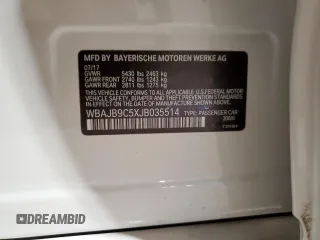 MFD BY BAYERISCHE MOTOREN WERKE AG
07/17
GVWR 5430 lbs 2463 kg
GAWR FRONT 2740 lbs 1243 kg
GAWR REAR 2811 lbs 1275 kg
THIS VEHICLE CONFORMS TO ALL APPLICABLE FEDERAL MOTOR
VEHICLE SAFETY, BUMPER AND THEFT PREVENTION STANDARDS
IN EFFECT ON THE DATE OF MANUFACTURE SHOWN ABOVE.
WBAJB9C5XJB035514 TYPE: PASSENGER CAR
DREAMBID